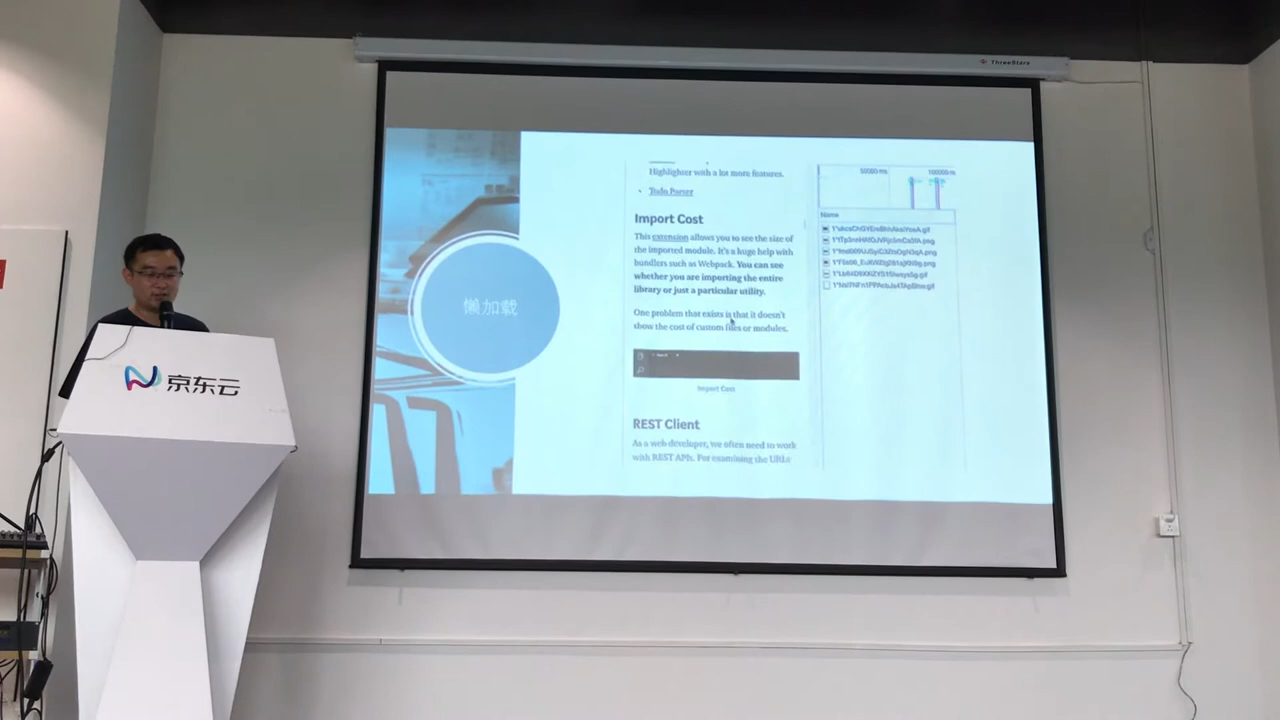 ThreeStars
京东云
懒加载
Highlighter with a lot more features.
Todo Parser
Import Cost
This extension allows you to see the size
of the imported module. It's a huge help with
bundlers such as Webpack. You can see
whether you are importing the entire
library or just a particular utility.
One problem that exists is that it doesn't
show the cost of custom files or modules.
Import Cost
REST Client
As a web developer, we often need to work
with REST APIs. For examining the URLs
50000 ms 100000 m
Name